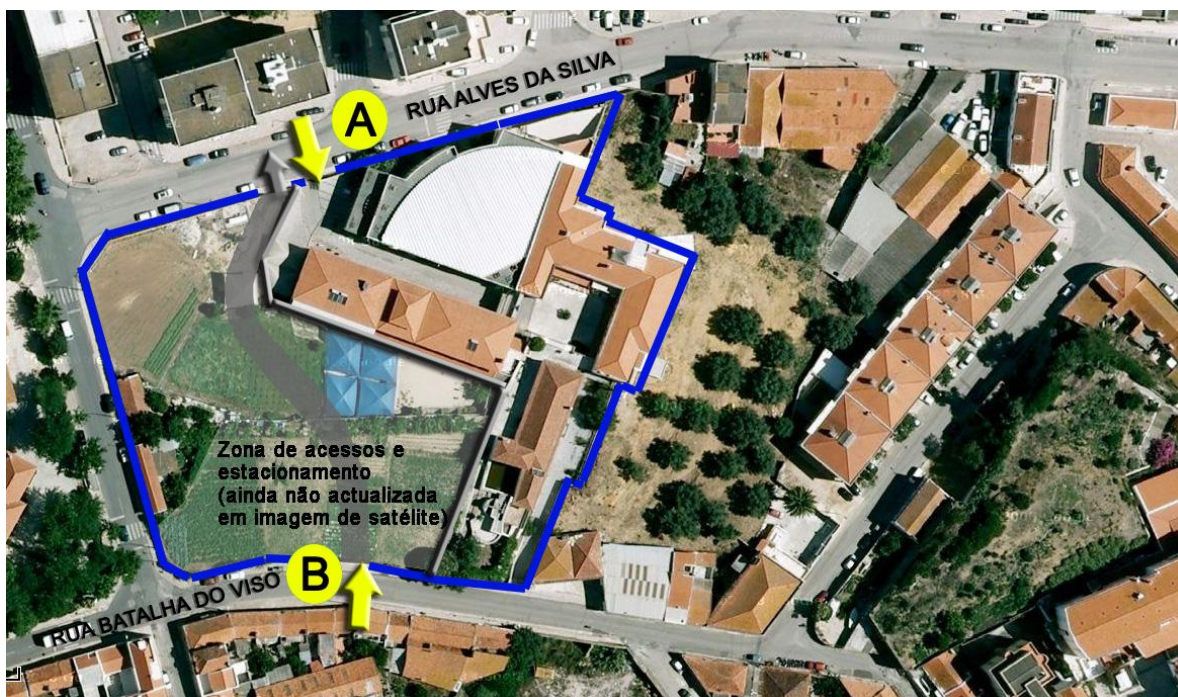 A
RUA ALVES DA SILVA
Zona de acessos e
estacionamento
(ainda não actualizada
em imagem de satélite)
B
RUA BATALHA DO VISO